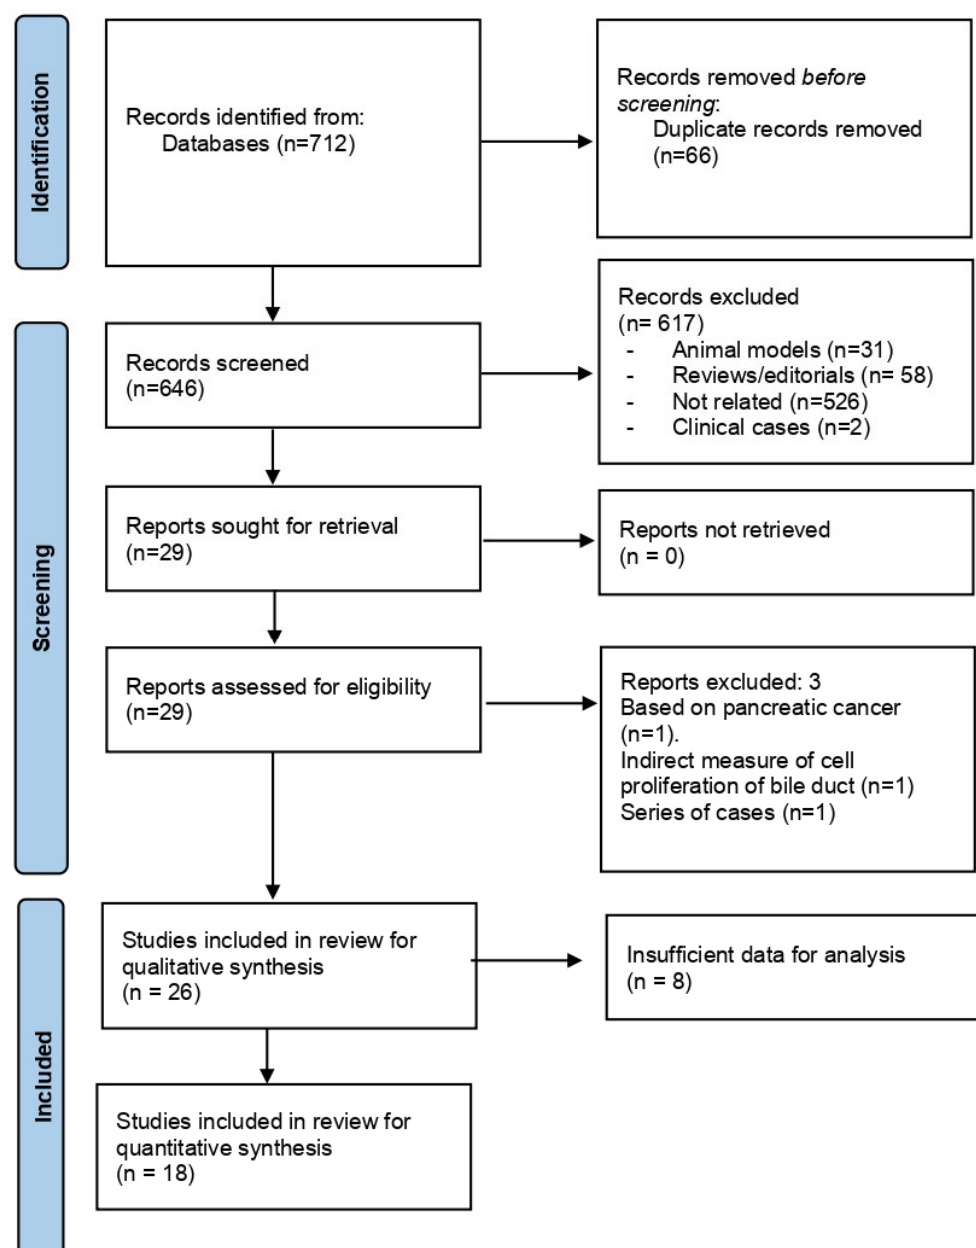 Identification
Records identified from:
Databases (n=712)
Records removed before
screening:
Duplicate records removed
(n=66)
Screening
Records screened
(n=646)
Records excluded
(n= 617)
- Animal models (n=31)
- Reviews/editorials (n= 58)
- Not related (n=526)
- Clinical cases (n=2)
Reports sought for retrieval
(n=29)
Reports not retrieved
(n = 0)
Reports assessed for eligibility
(n=29)
Reports excluded: 3
Based on pancreatic cancer
(n=1).
Indirect measure of cell
proliferation of bile duct (n=1)
Series of cases (n=1)
Included
Studies included in review for
qualitative synthesis
(n = 26)
Insufficient data for analysis
(n = 8)
Studies included in review for
quantitative synthesis
(n = 18)